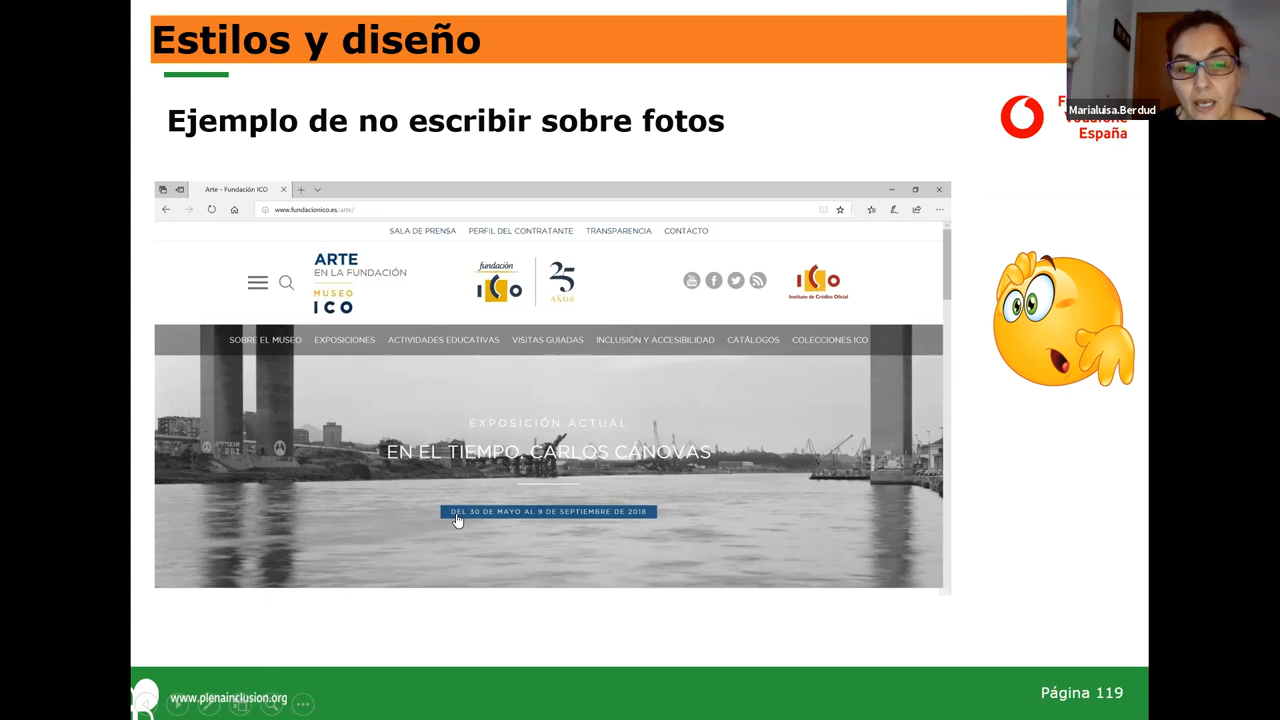 Estilos y diseño
Marialuisa.Berdud
España
Ejemplo de no escribir sobre fotos
Arte - Fundación ICO
www.fundacionico.es/arte/
SALA DE PRENSA PERFIL DEL CONTRATANTE TRANSPARENCIA CONTACTO
ARTE
EN LA FUNDACIÓN
MUSEO
ICO
fundación
ICO
25
AÑOS
You
ICO
Instituto de Crédito Oficial
SOBRE EL MUSEO EXPOSICIONES ACTIVIDADES EDUCATIVAS VISITAS GUIADAS INCLUSIÓN Y ACCESIBILIDAD CATÁLOGOS COLECCIONES ICO
EXPOSICIÓN ACTUAL
EN EL TIEMPO. CARLOS CÁNOVAS
DEL 30 DE MAYO AL 9 DE SEPTIEMBRE DE 2018
www.plenainclusion.org
Página 119